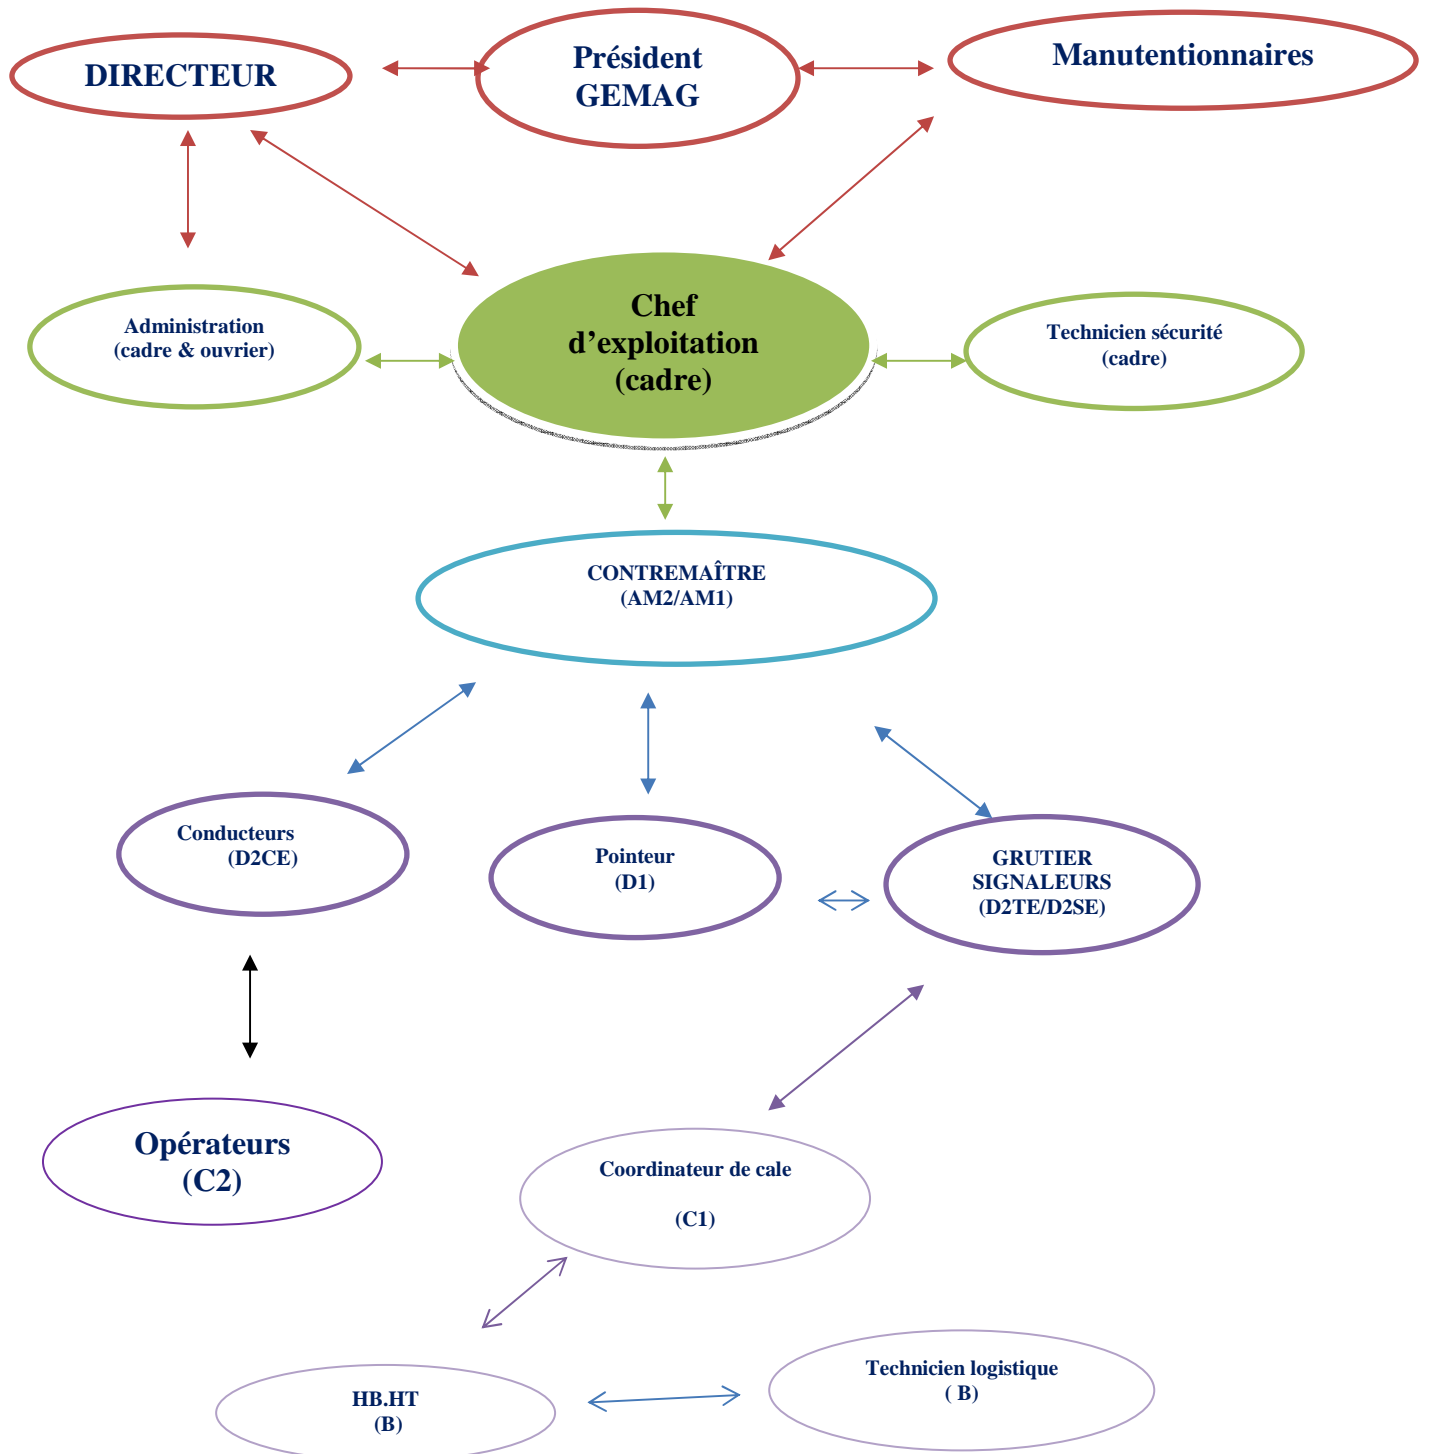 DIRECTEUR
Président
GEMAG
Manutentionnaires
Administration
(cadre & ouvrier)
Chef
d’exploitation
(cadre)
Technicien sécurité
(cadre)
CONTREMAÎTRE
(AM2/AM1)
Conducteurs
(D2CE)
Pointeur
(D1)
GRUTIER
SIGNALEURS
(D2TE/D2SE)
Opérateurs
(C2)
Coordinateur de cale
(C1)
HB.HT
(B)
Technicien logistique
( B)